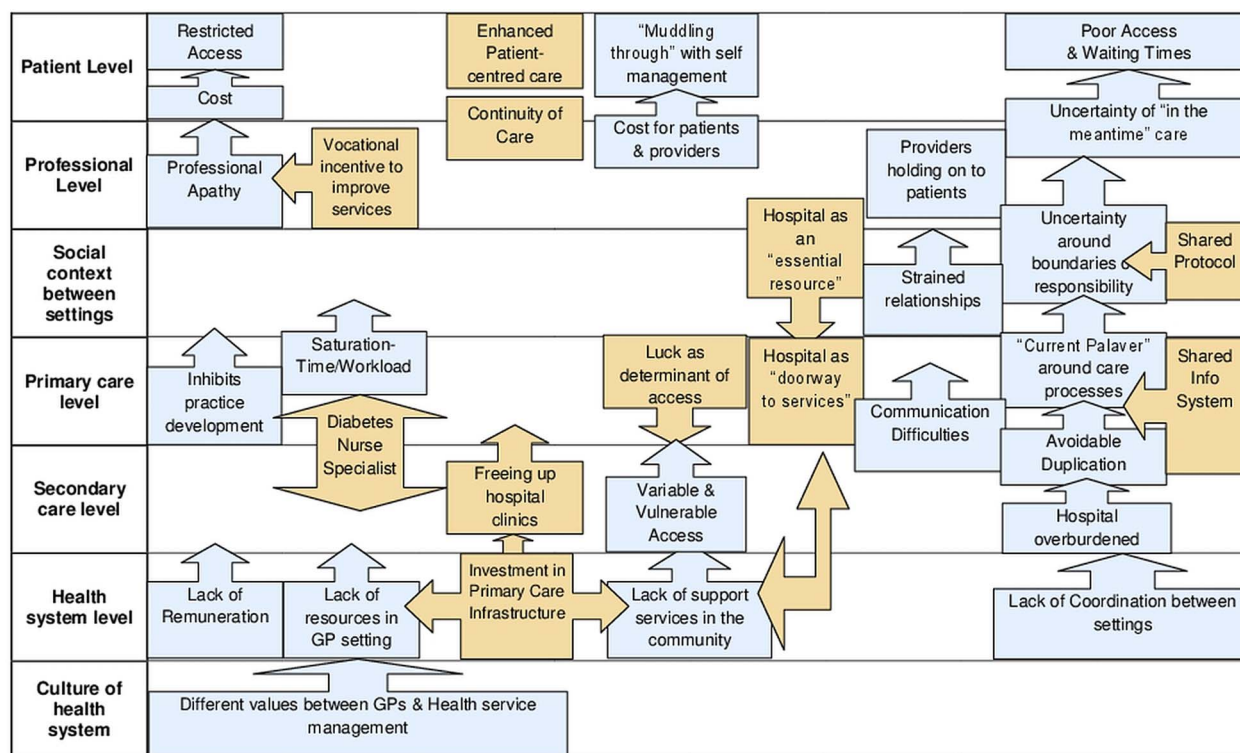 Patient Level
Restricted
Access
Cost
Enhanced
Patient-
centred care
Continuity of
Care
“Muddling
through” with self
management
Cost for patients
& providers
Poor Access
& Waiting Times
Uncertainty of “in the
meantime” care
Professional
Level
Professional
Apathy
Vocational
incentive to
improve
services
Providers
holding on to
patients
Social
context
between
settings
Hospital as
an
“essential
resource”
Strained
relationships
Uncertainty
around
boundaries
responsibility
Shared
Protocol
Primary care
level
Inhibits
practice
development
Saturation-
Time/Workload
Diabetes
Nurse
Specialist
Luck as
determinant of
access
Hospital as
“doorway
to services”
Communication
Difficulties
“Current Palaver”
around care
processes
Shared
Info
System
Secondary
care level
Freeing up
hospital
clinics
Variable &
Vulnerable
Access
Avoidable
Duplication
Hospital
overburdened
Health
system level
Lack of
Remuneration
Lack of
resources in
GP setting
Investment in
Primary Care
Infrastructure
Lack of support
services in the
community
Lack of Coordination between
settings
Culture of
health
system
Different values between GPs & Health service
management